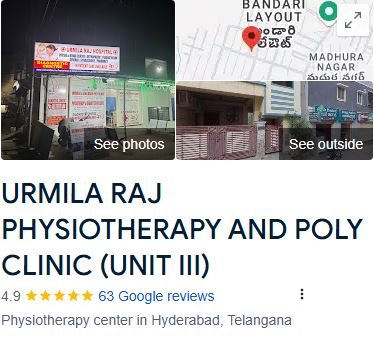 URMILA RAJ HOSPITAL
DIAGNOSTIC
CENTRE
See photos
BANDARI
LAYOUT
బండారి
లేఔట్
MADHURA
NAGAR
మధుర నగర్
See outside
URMILA RAJ
PHYSIOTHERAPY AND POLY
CLINIC (UNIT III)
4.9 ★★★★★ 63 Google reviews
Physiotherapy center in Hyderabad, Telangana